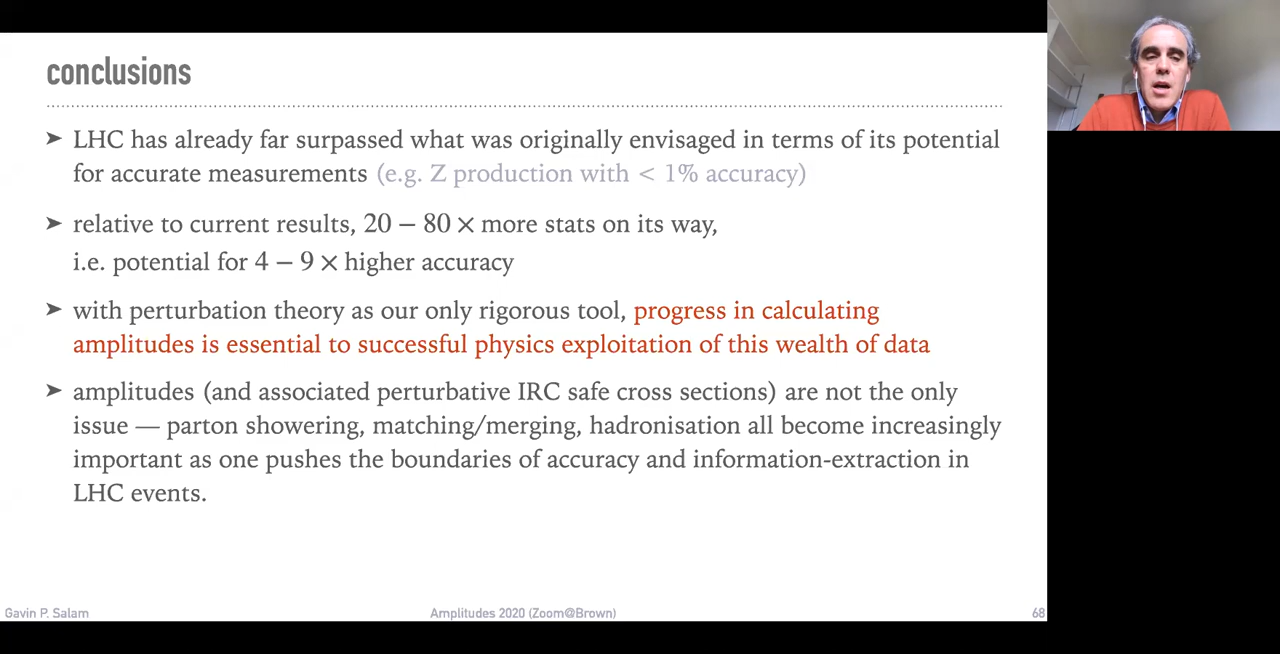 conclusions
➤ LHC has already far surpassed what was originally envisaged in terms of its potential
for accurate measurements (e.g. Z production with < 1% accuracy)
➤ relative to current results, 20 – 80 × more stats on its way,
i.e. potential for 4 – 9 × higher accuracy
➤ with perturbation theory as our only rigorous tool, progress in calculating
amplitudes is essential to successful physics exploitation of this wealth of data
➤ amplitudes (and associated perturbative IRC safe cross sections) are not the only
issue — parton showering, matching/merging, hadronisation all become increasingly
important as one pushes the boundaries of accuracy and information-extraction in
LHC events.
Gavin P. Salam Amplitudes 2020 (Zoom@Brown) 68